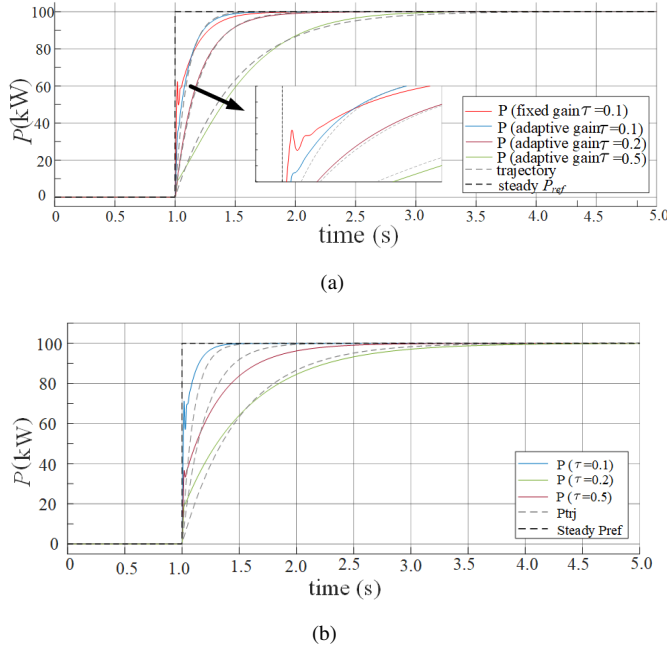 100
80
60
40
20
0
P(kW)
P (fixed gainτ=0.1)
P (adaptive gainτ=0.1)
P (adaptive gainτ=0.2)
P (adaptive gainτ=0.5)
trajectory
steady Pref
0 0.5 1.0 1.5 2.0 2.5 3.0 3.5 4.0 4.5 5.0
time (s)
(a)
100
80
60
40
20
0
P(kW)
P (τ=0.1)
P (τ=0.2)
P (τ=0.5)
Ptrj
Steady Pref
0 0.5 1.0 1.5 2.0 2.5 3.0 3.5 4.0 4.5 5.0
time (s)
(b)